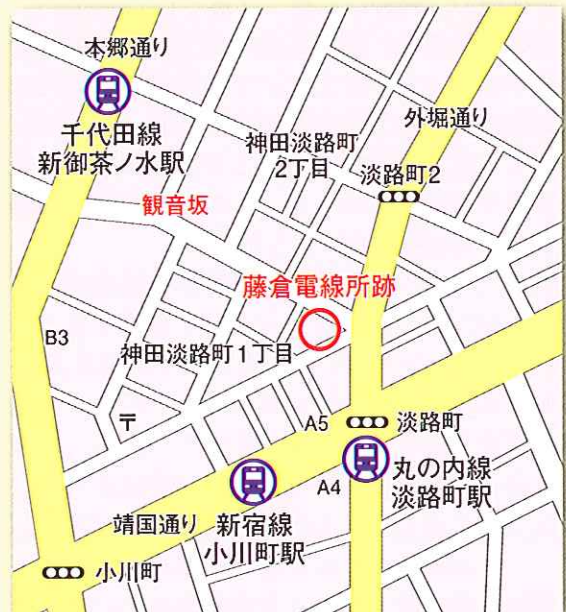 本郷通り
千代田線
新御茶ノ水駅
外堀通り
神田淡路町
2丁目
淡路町2
観音坂
藤倉電線所跡
B3
神田淡路町1丁目
〒
A5
淡路町
丸の内線
淡路町駅
A4
靖国通り
新宿線
小川町駅
小川町